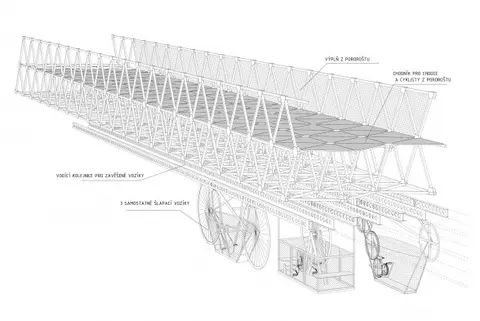 VÝPLŇ Z POROROŠTU
CHODNÍK PRO CHODCE
A CYKLISTY Z POROROŠTU
VODÍCÍ KOLEJNICE PRO ZAVĚŠENÉ VOZÍKY
3 SAMOSTATNÉ ŠLAPACÍ VOZÍKY